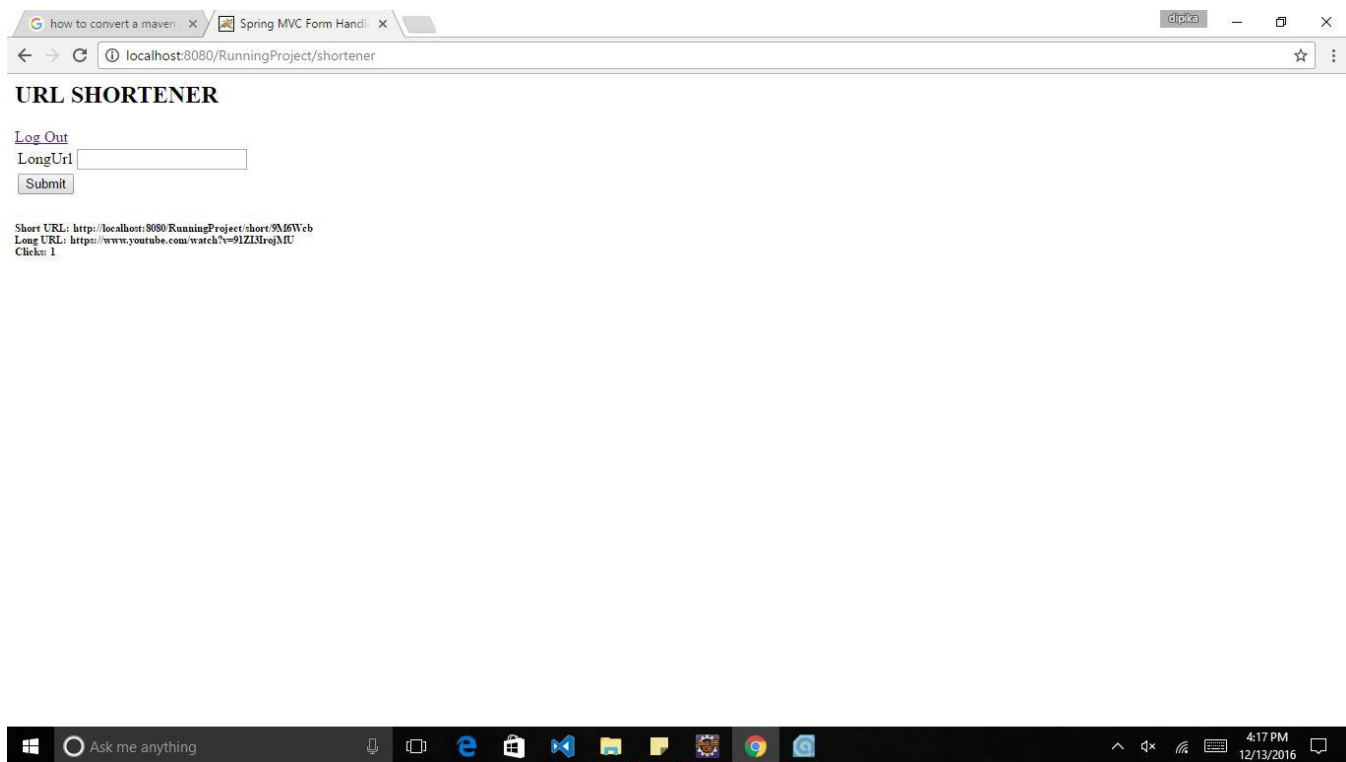 how to convert a maven
Spring MVC Form Handli
dipika
localhost:8080/RunningProject/shortener
URL SHORTENER
Log Out
LongUrl
Submit
Short URL: http://localhost:8080/RunningProject/short/9M6Wcb
Long URL: https://www.youtube.com/watch?v=91ZI3IrojMU
Clicks: 1
Ask me anything
4:17 PM
12/13/2016